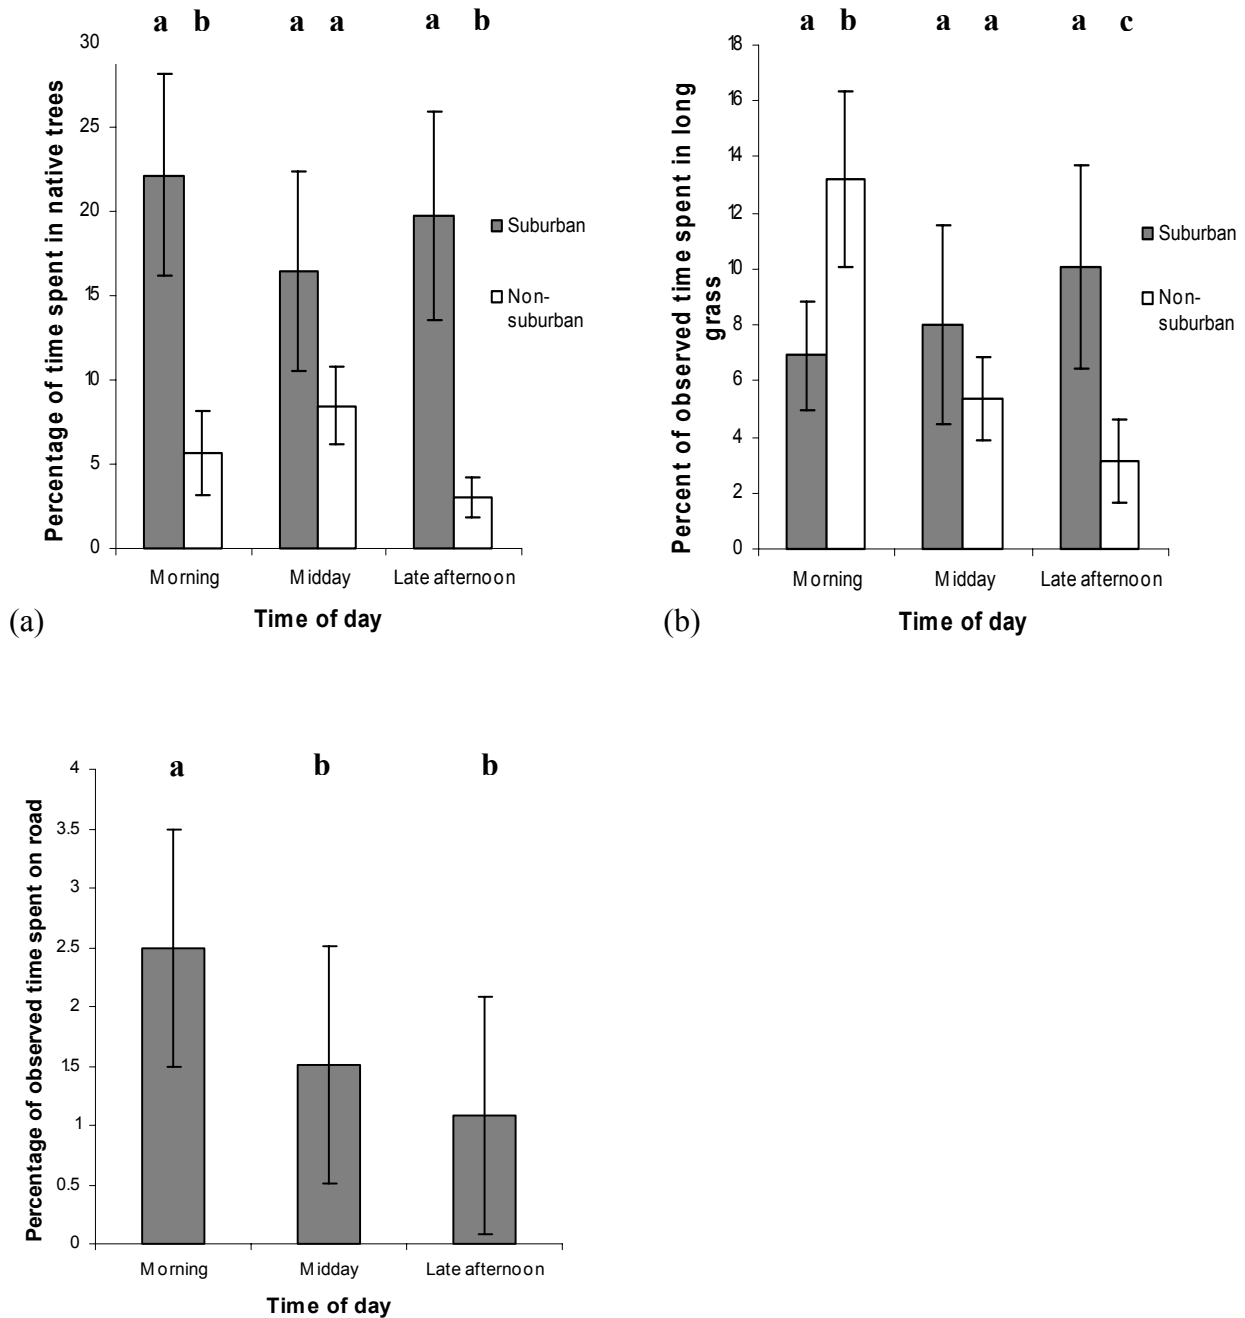 a b a a a b
30
25
20
15
10
5
0
Percentage of time spent in native trees
Suburban
Non-
suburban
Morning Midday Late afternoon
Time of day
(a)
a b a a a c
18
16
14
12
10
8
6
4
2
0
Percent of observed time spent in long
grass
Suburban
Non-
suburban
Morning Midday Late afternoon
Time of day
(b)
a b b
4
3.5
3
2.5
2
1.5
1
0.5
0
Percentage of observed time spent on road
Morning Midday Late afternoon
Time of day